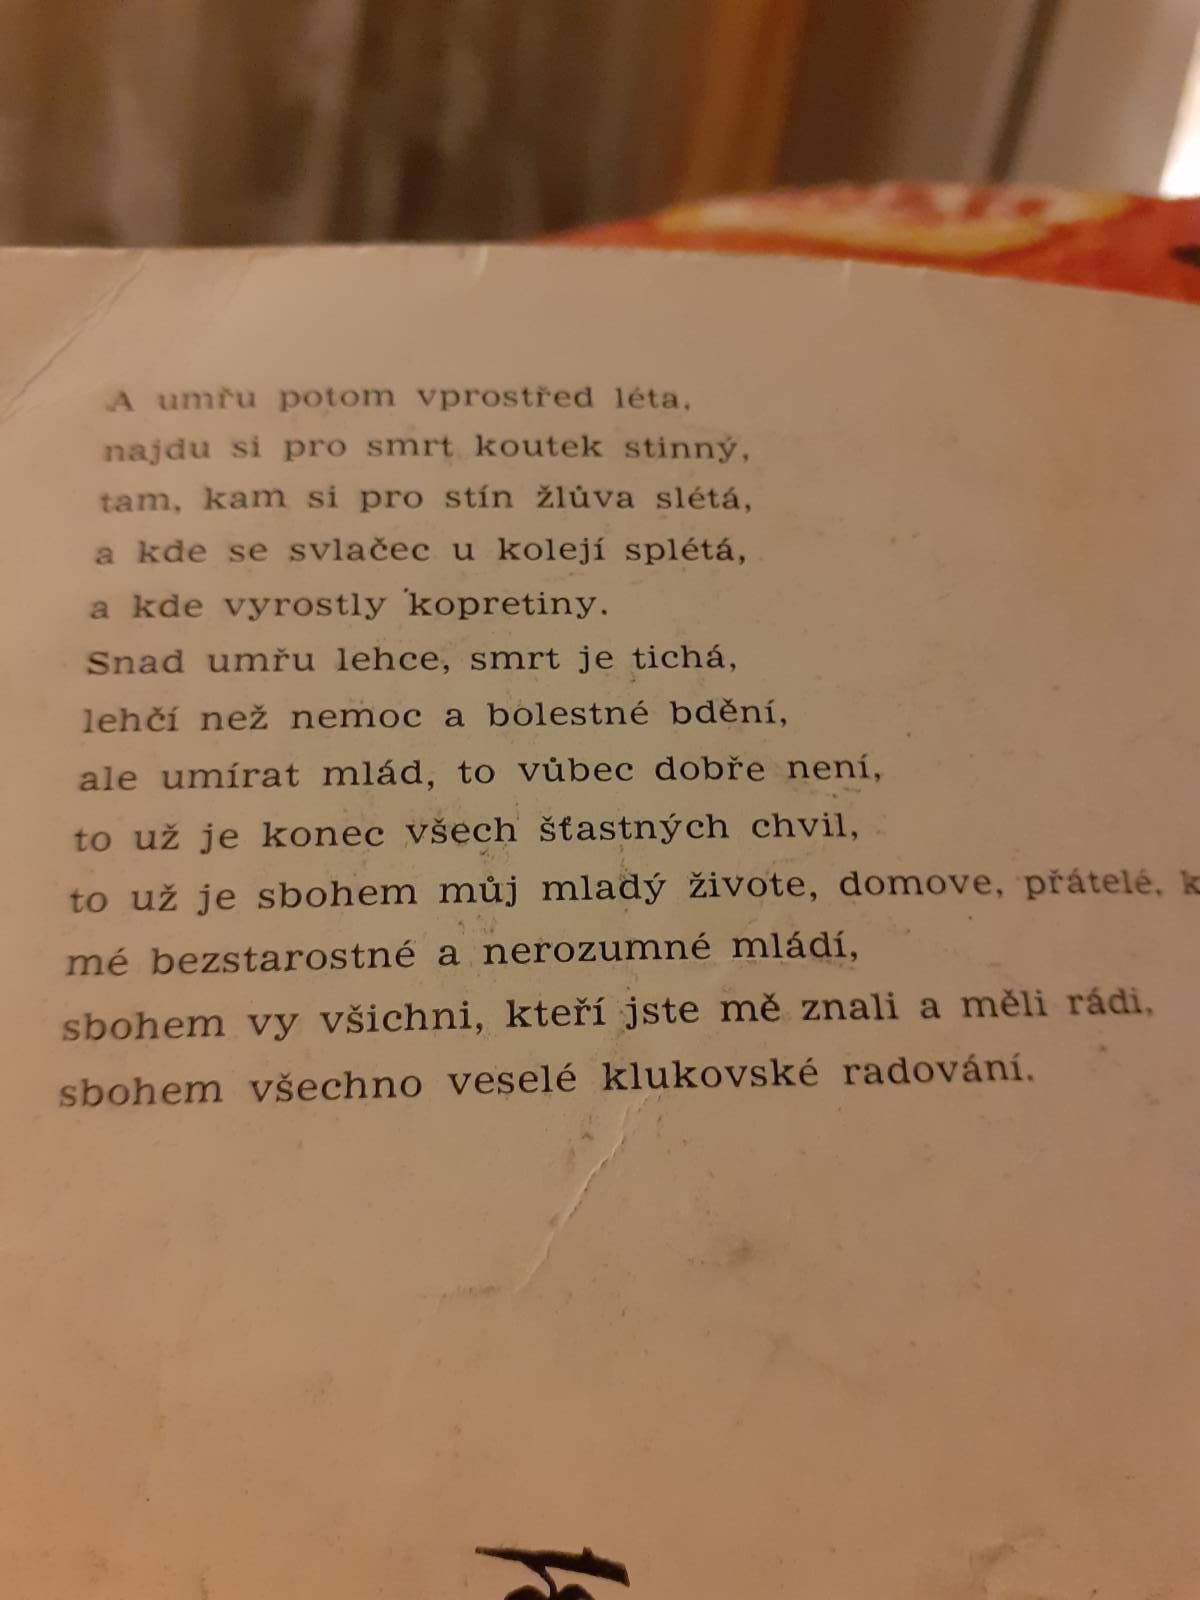 A umřu potom vprostřed léta,
najdu si pro smrt koutek stinný,
tam, kam si pro stín žlůva slétá,
a kde se svlačec u kolejí splétá,
a kde vyrostly kopretiny.
Snad umřu lehce, smrt je tichá,
lehčí než nemoc a bolestné bdění,
ale umírat mlád, to vůbec dobře není,
to už je konec všech šťastných chvil,
to už je sbohem můj mladý živote, domove, přátelé,
mé bezstarostné a nerozumné mládí,
sbohem vy všichni, kteří jste mě znali a měli rádi,
sbohem všechno veselé klukovské radování.